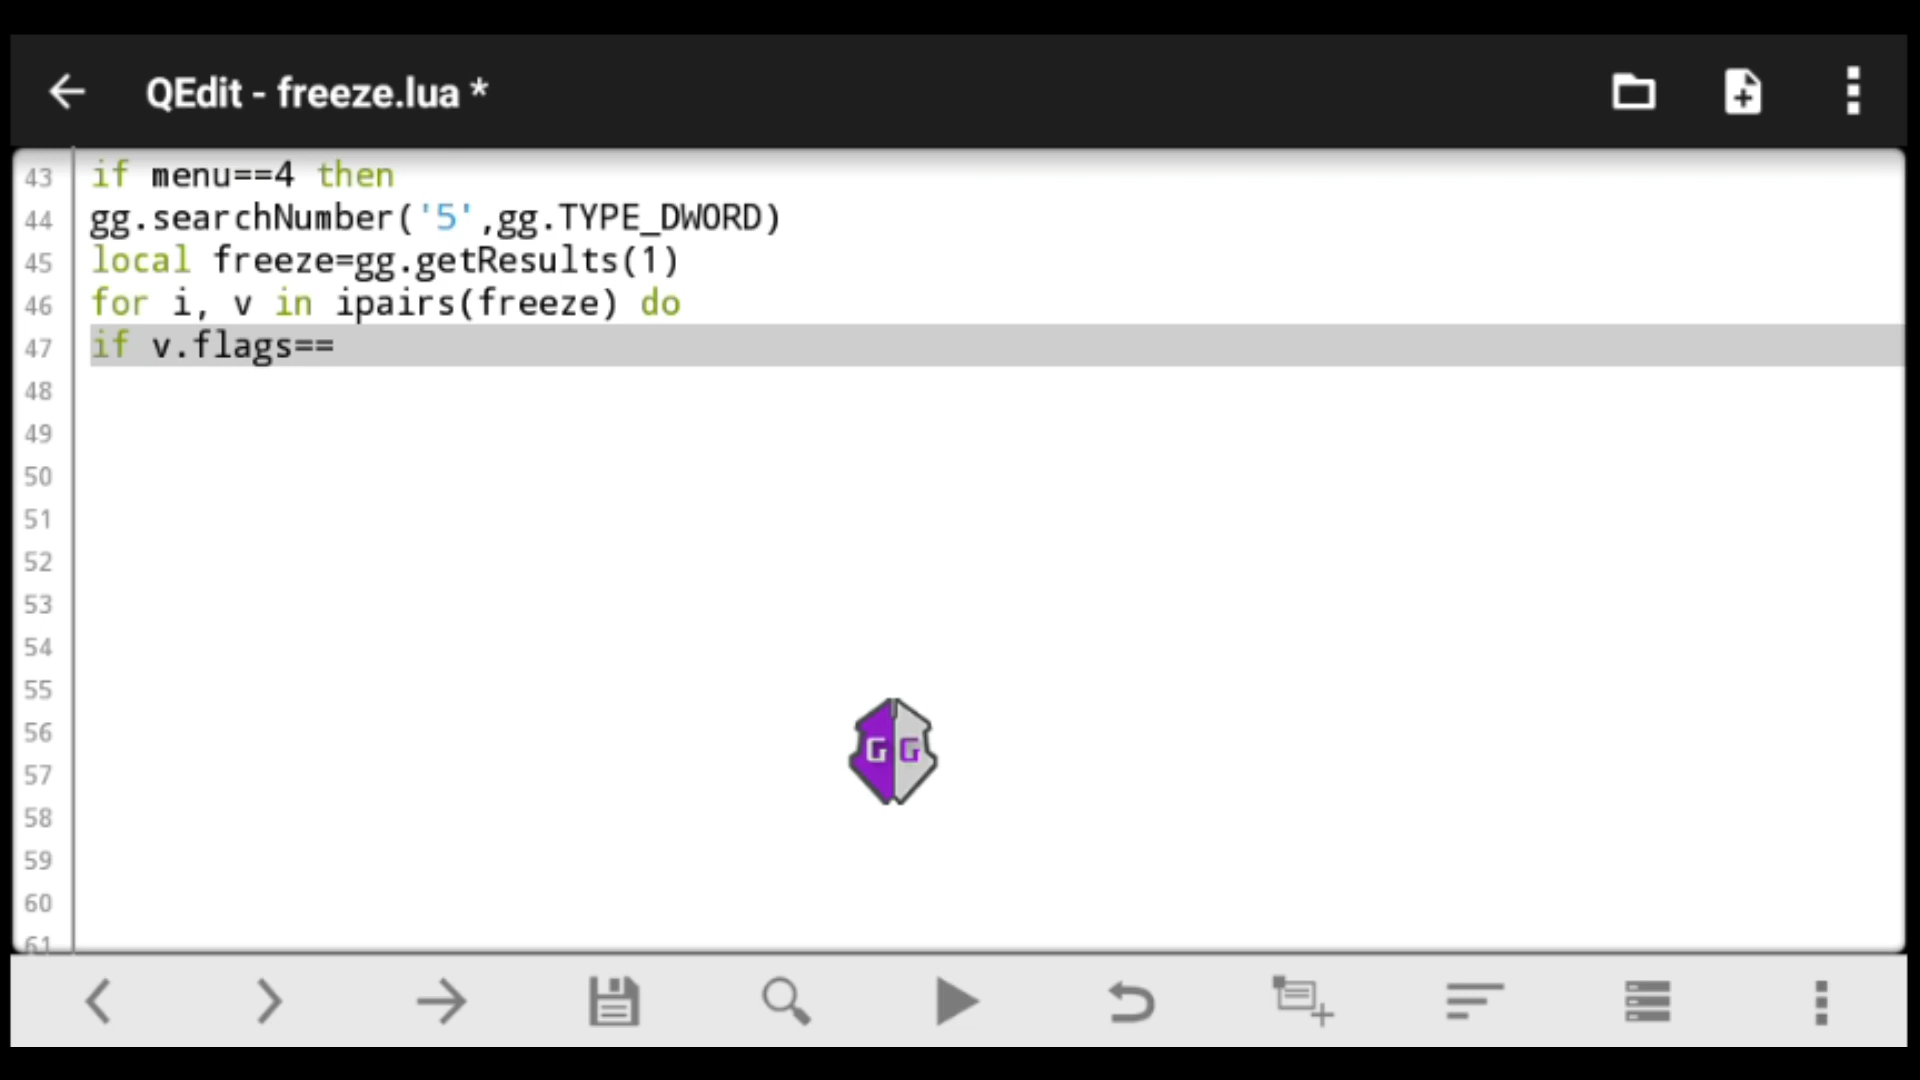 QEdit - freeze.lua *
43 if menu==4 then
44 gg.searchNumber('5',gg.TYPE_DWORD)
45 local freeze=gg.getResults(1)
46 for i, v in ipairs(freeze) do
47 if v.flags==
48
49
50
51
52
53
54
55
56
57
58
59
60
61
G G